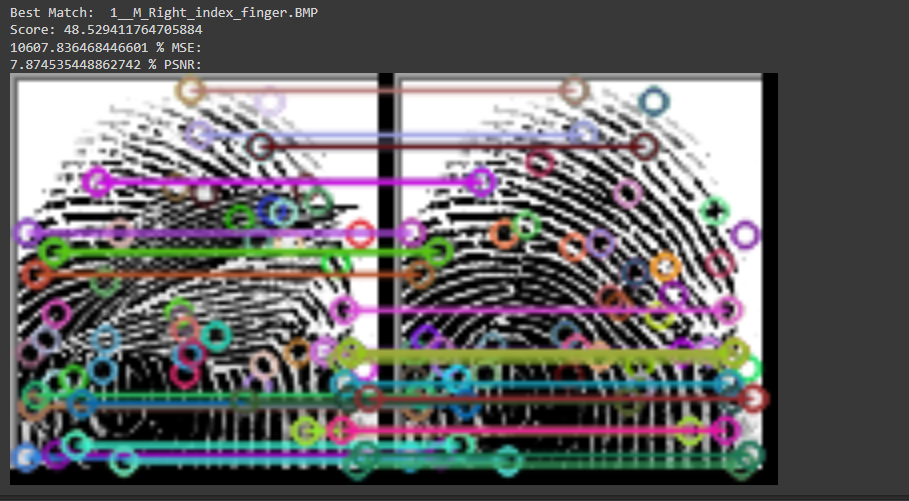 Best Match:  1__M_Right_index_finger.BMP
Score: 48.529411764705884
10607.836468446601 % MSE:
7.874535448862742 % PSNR: